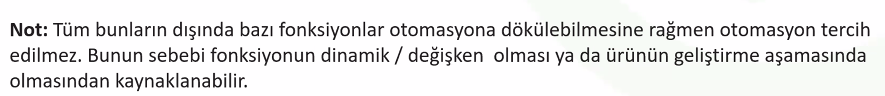 Not: Tüm bunların dışında bazı fonksiyonlar otomasyona dökülebilmesine rağmen otomasyon tercih
edilmez. Bunun sebebi fonksiyonun dinamik / değişken  olması ya da ürünün geliştirme aşamasında
olmasından kaynaklanabilir.